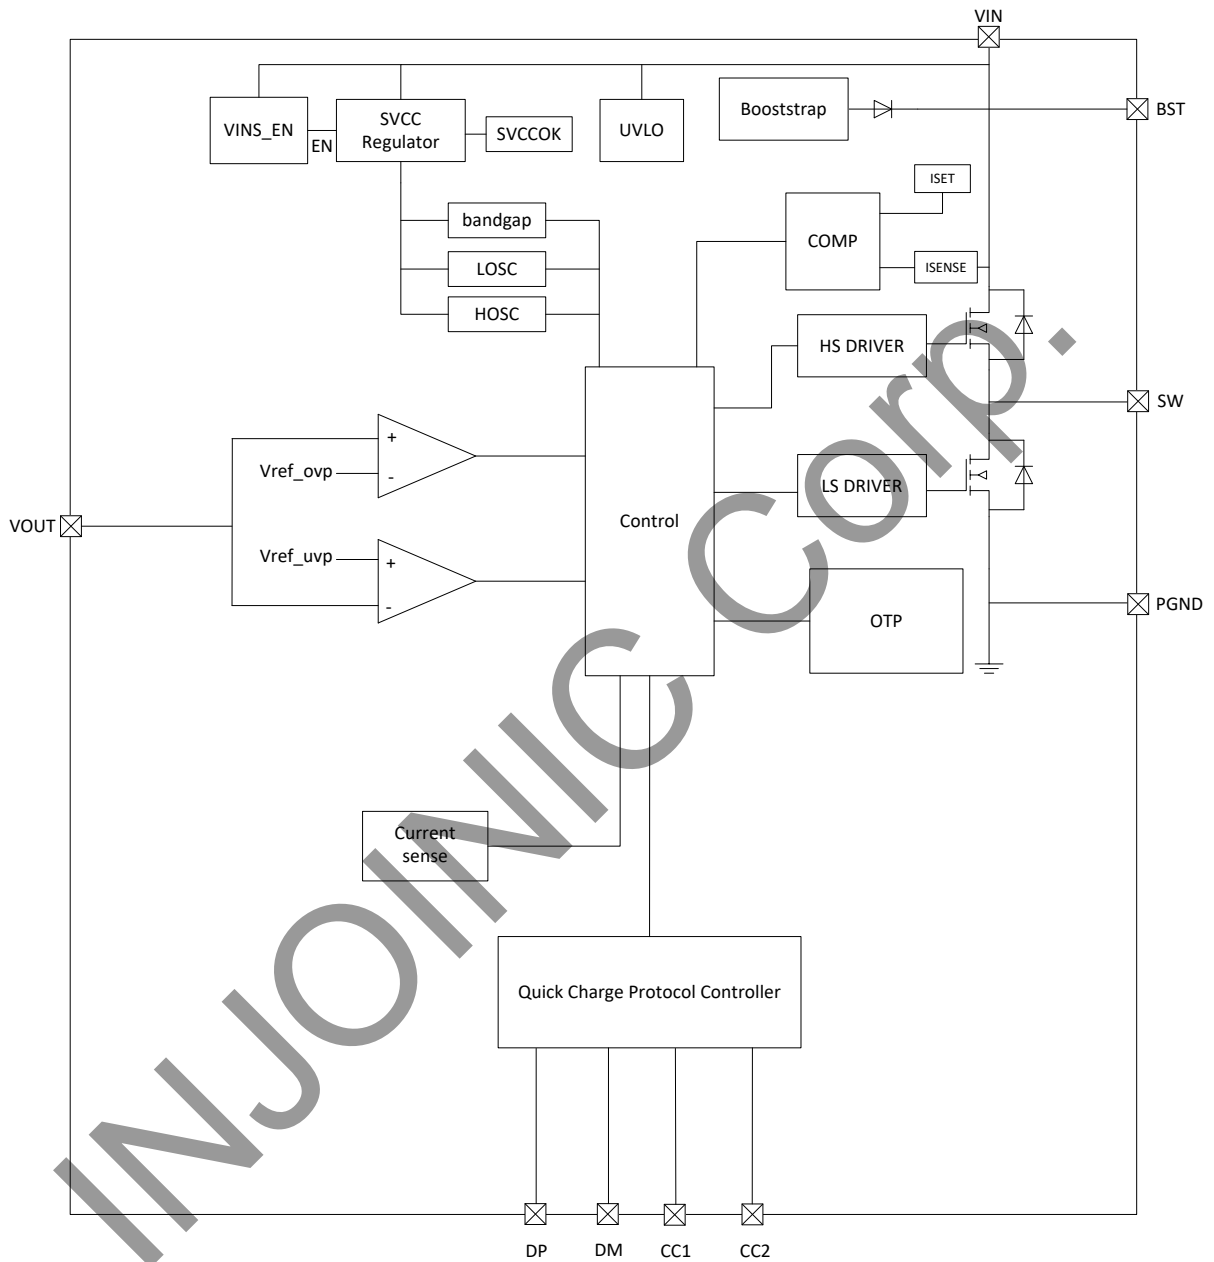 VIN
VINS_EN
EN
SVCC
Regulator
SVCCOK
UVLO
Booststrap
BST
bandgap
LOSC
HOSC
COMP
ISET
ISENSE
HS DRIVER
SW
+
Vref_ovp
-
LS DRIVER
VOUT
Control
Vref_uvp
+
-
OTP
PGND
Current
sense
Quick Charge Protocol Controller
DP
DM
CC1
CC2
INJOINIC Corp.